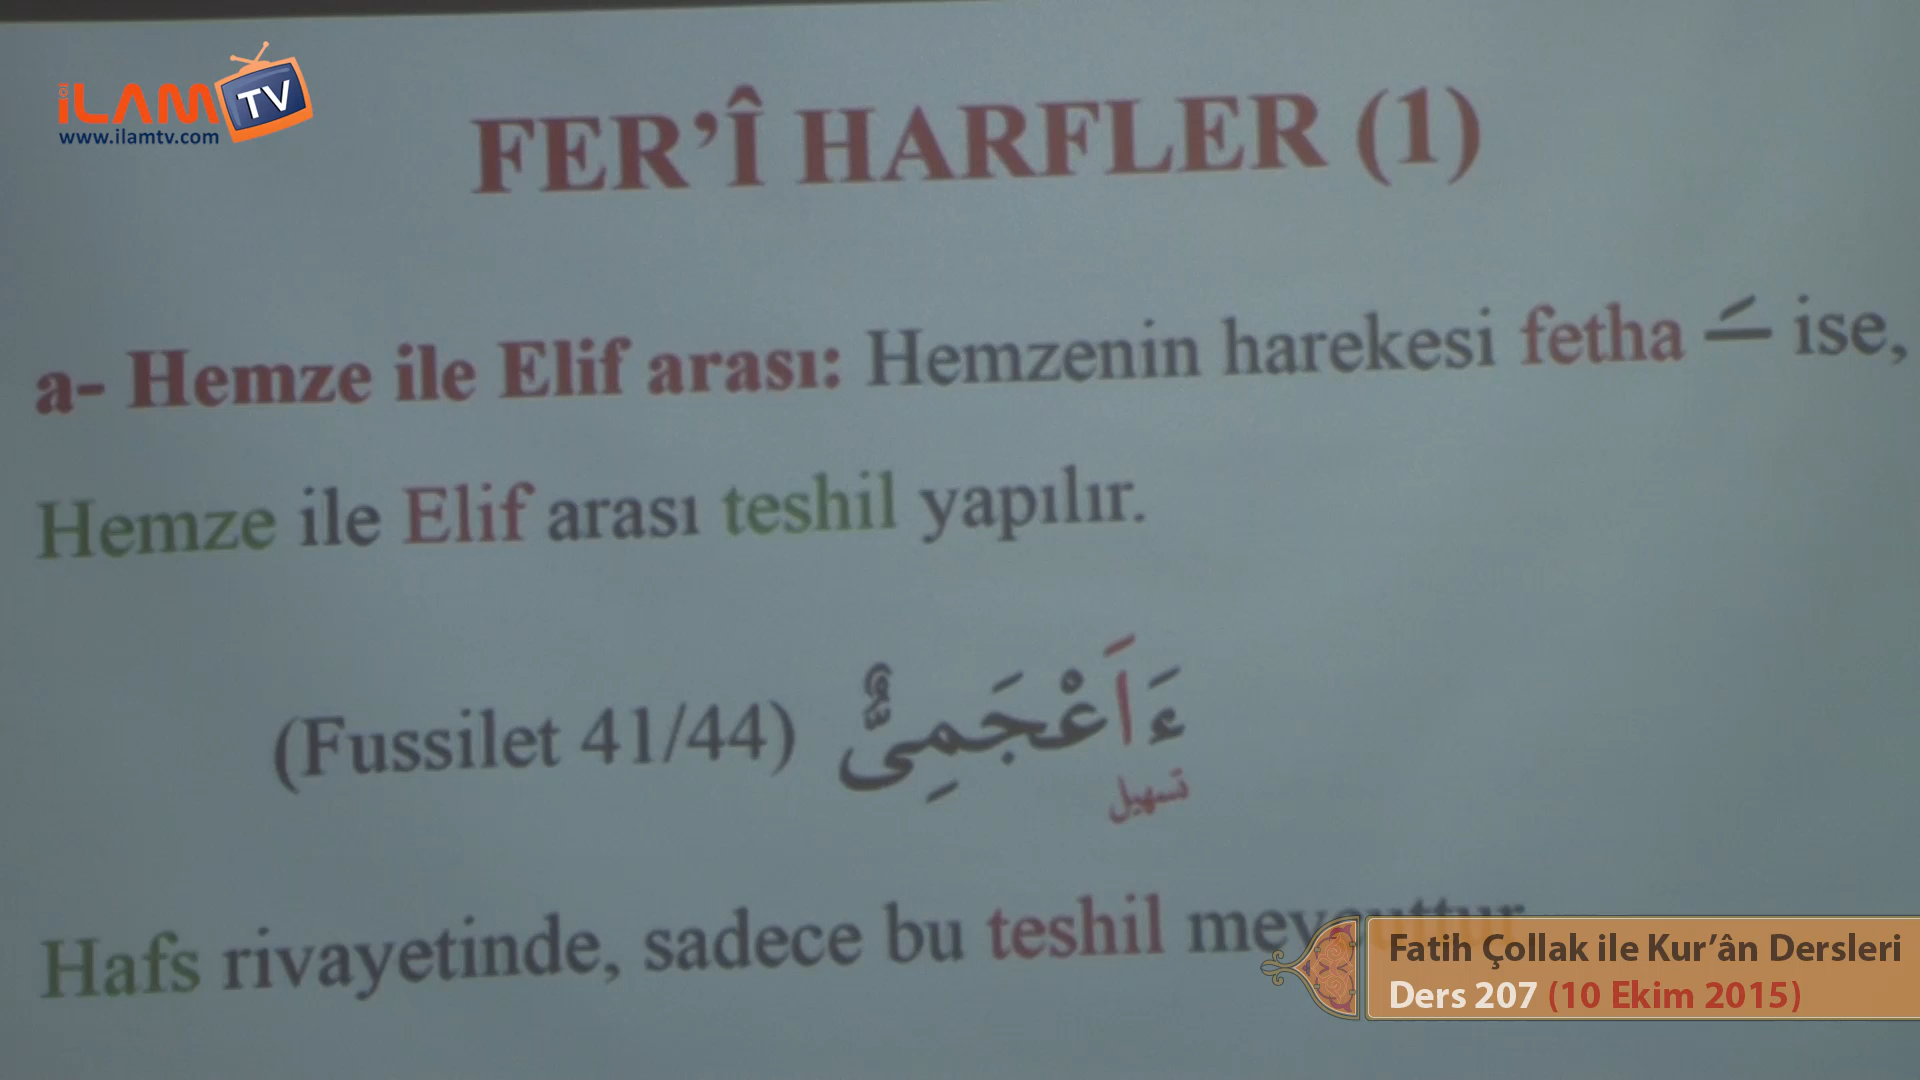 iLAM TV
www.ilamtv.com
FER’Î HARFLER (1)
a- Hemze ile Elif arası: Hemzenin harekesi fetha ـَ ise,
Hemze ile Elif arası teshil yapılır.
ءَاَعْجَمِىٌّ (Fussilet 41/44)
تسهيل
Hafs rivayetinde, sadece bu teshil mevcuttur.
Fatih Çollak ile Kur’ân Dersleri
Ders 207 (10 Ekim 2015)